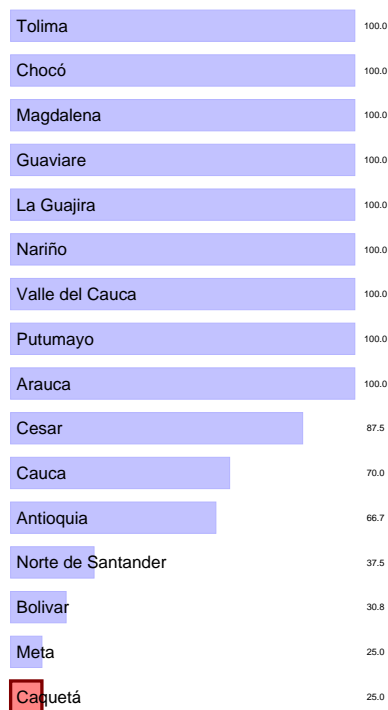 Tolima 100.0
Chocó 100.0
Magdalena 100.0
Guaviare 100.0
La Guajira 100.0
Nariño 100.0
Valle del Cauca 100.0
Putumayo 100.0
Arauca 100.0
Cesar 87.5
Cauca 70.0
Antioquia 66.7
Norte de Santander 37.5
Bolivar 30.8
Meta 25.0
Caquetá 25.0